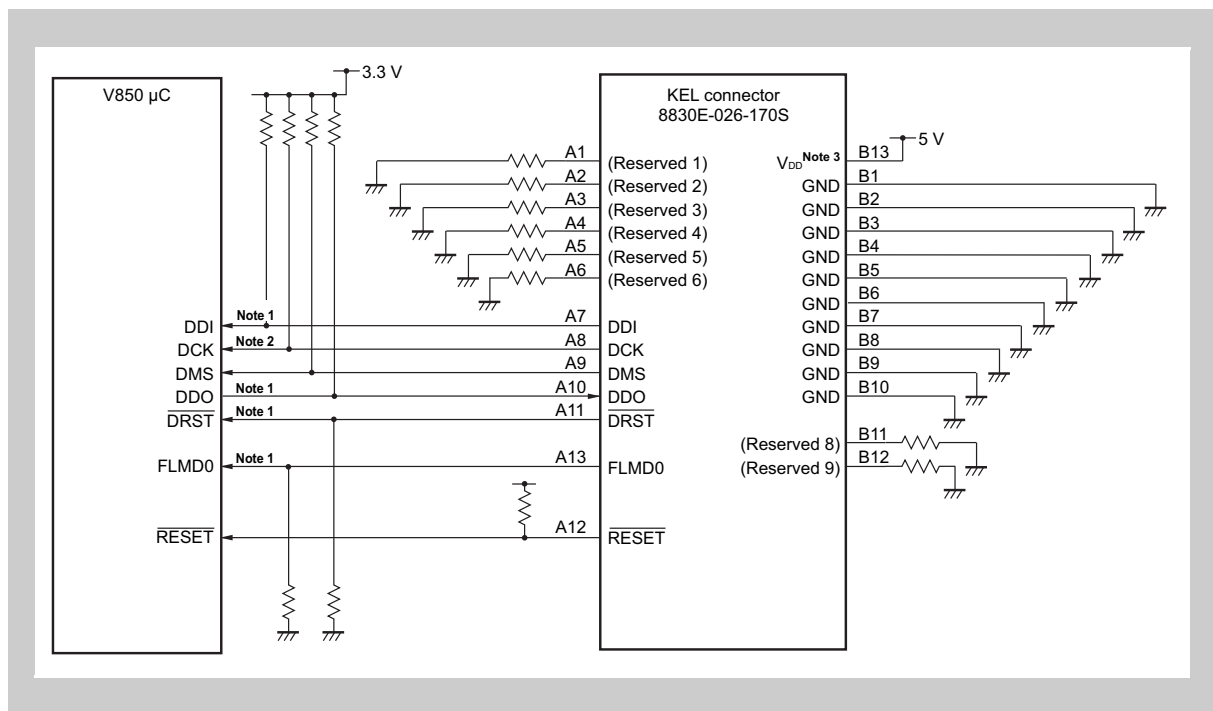 3.3 V
V850 µC
KEL connector
8830E-026-170S
5 V
A1
(Reserved 1)
VDD Note 3
B13
A2
(Reserved 2)
GND
B1
A3
(Reserved 3)
GND
B2
A4
(Reserved 4)
GND
B3
A5
(Reserved 5)
GND
B4
A6
(Reserved 6)
GND
B5
GND
B6
DDI
Note 1
A7
DDI
GND
B7
DCK
Note 2
A8
DCK
GND
B8
DMS
A9
DMS
GND
B9
DDO
Note 1
A10
DDO
GND
B10
DRST
Note 1
A11
DRST
(Reserved 8)
B11
FLMD0
Note 1
A13
FLMD0
(Reserved 9)
B12
RESET
A12
RESET